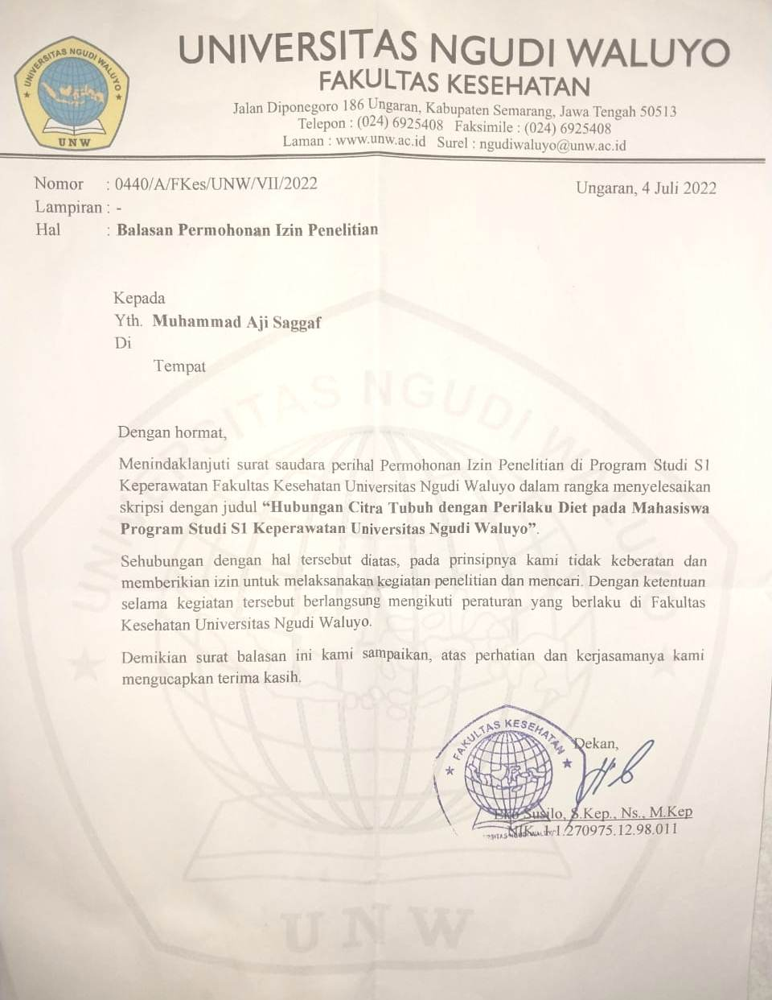 UNIVERSITAS NGUDI WALUYO
UNW
UNIVERSITAS NGUDI WALUYO
FAKULTAS KESEHATAN
Jalan Diponegoro 186 Ungaran, Kabupaten Semarang, Jawa Tengah 50513
Telepon : (024) 6925408 Faksimile : (024) 6925408
Laman : www.unw.ac.id Surel : ngudiwaluyo@unw.ac.id
Nomor : 0440/A/FKes/UNW/VII/2022
Ungaran, 4 Juli 2022
Lampiran : -
Hal : Balasan Permohonan Izin Penelitian
Kepada
Yth. Muhammad Aji Saggaf
Di
Tempat
Dengan hormat,
Menindaklanjuti surat saudara perihal Permohonan Izin Penelitian di Program Studi S1
Keperawatan Fakultas Kesehatan Universitas Ngudi Waluyo dalam rangka menyelesaikan
skripsi dengan judul “Hubungan Citra Tubuh dengan Perilaku Diet pada Mahasiswa
Program Studi S1 Keperawatan Universitas Ngudi Waluyo”.
Sehubungan dengan hal tersebut diatas, pada prinsipnya kami tidak keberatan dan
memberikian izin untuk melaksanakan kegiatan penelitian dan mencari. Dengan ketentuan
selama kegiatan tersebut berlangsung mengikuti peraturan yang berlaku di Fakultas
Kesehatan Universitas Ngudi Waluyo.
Demikian surat balasan ini kami sampaikan, atas perhatian dan kerjasamanya kami
mengucapkan terima kasih.
FAKULTAS KESEHATAN
Dekan,
Eko Susilo, S.Kep., Ns., M.Kep
NIK. 1.1.270975.12.98.011
UNIVERSITAS NGUDI WALUYO
UNW